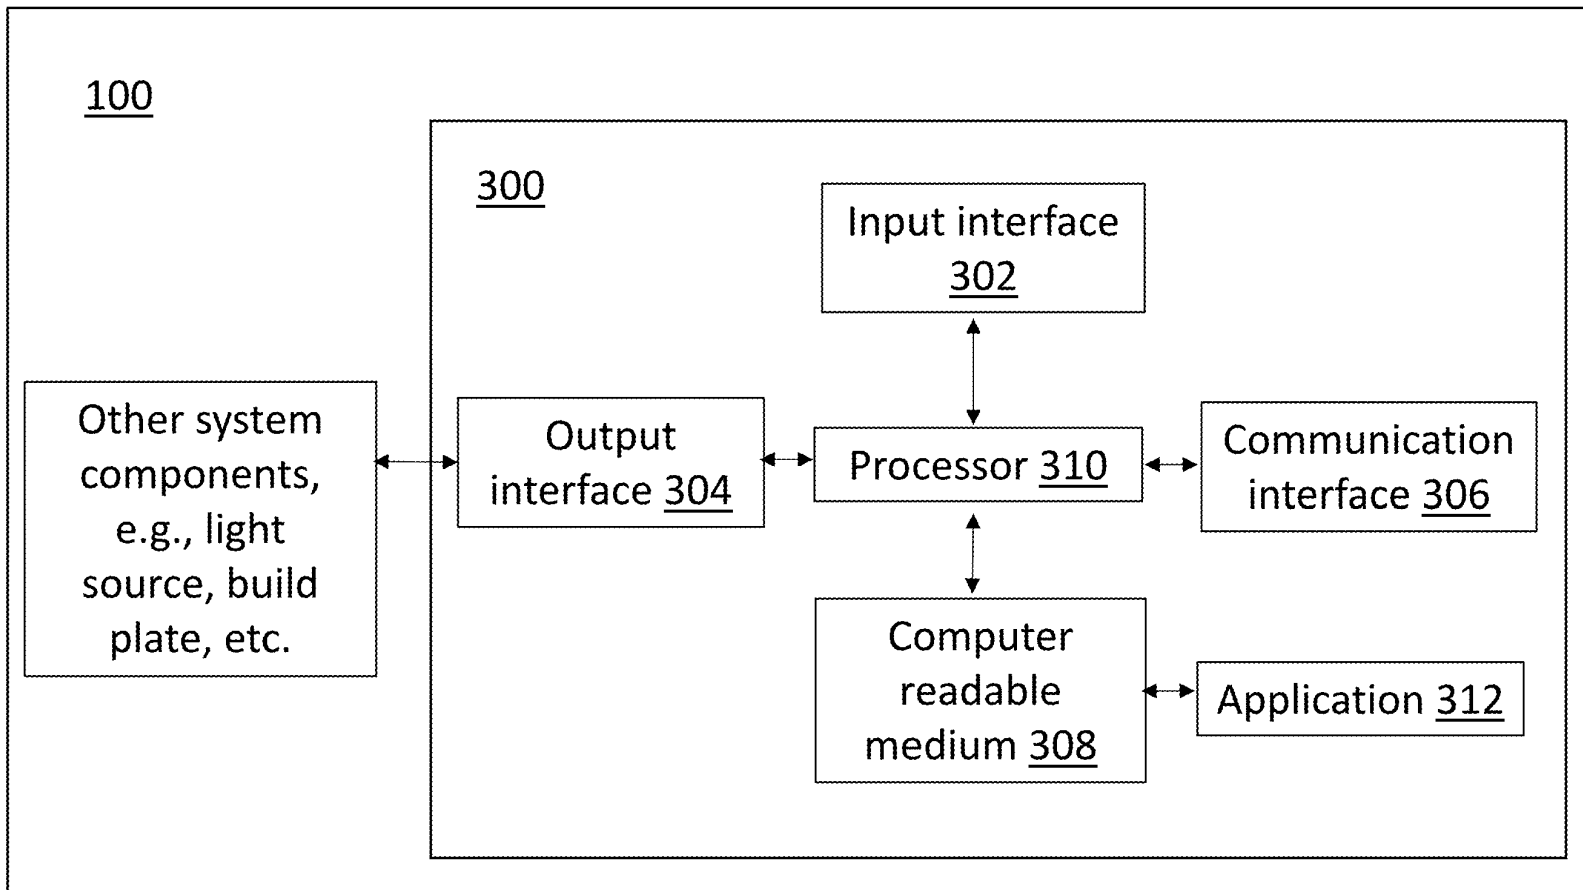 100
300
Input interface
302
Other system
components,
e.g., light
source, build
plate, etc.
Output
interface 304
Processor 310
Communication
interface 306
Computer
readable
medium 308
Application 312